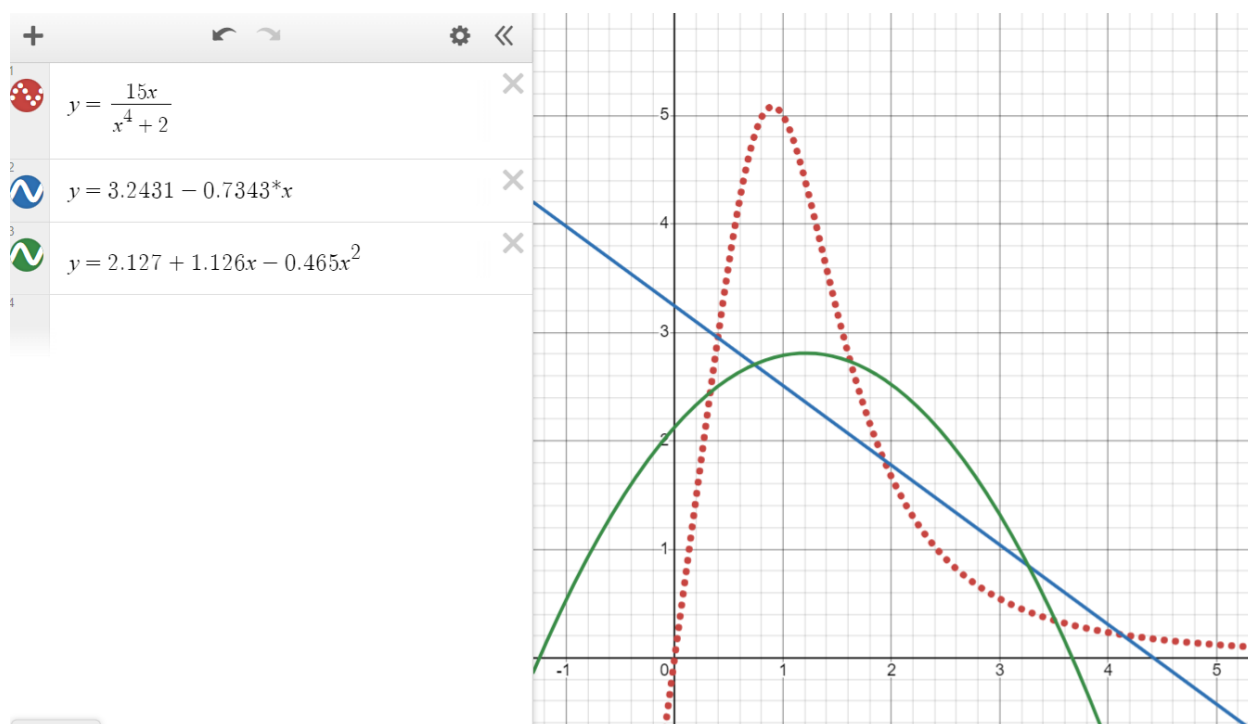 1
y = 15x / (x^4 + 2)
2
y = 3.2431 − 0.7343*x
3
y = 2.127 + 1.126x − 0.465x^2
4
5
4
3
2
1
-1 0 1 2 3 4 5